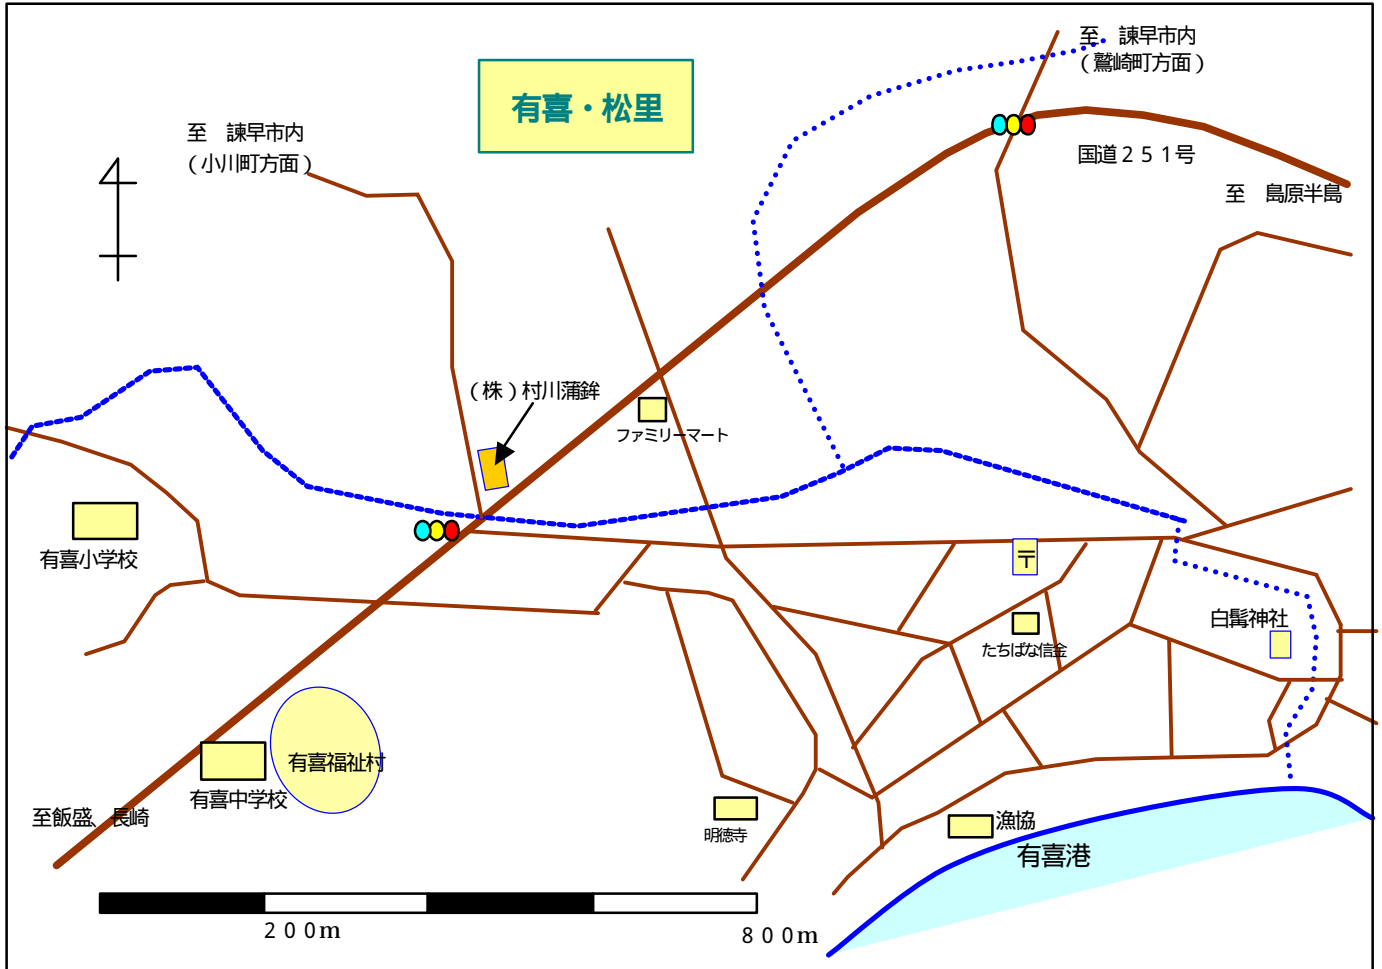 至　諫早市内
（鷲崎町方面）
有喜・松里
至　諫早市内
（小川町方面）
国道２５１号
至　島原半島
（株）村川蒲鉾
ファミリーマート
有喜小学校
〒
白髯神社
たちばな信金
有喜福祉村
有喜中学校
至飯盛、長崎
明徳寺
漁協
有喜港
２００m
８００m